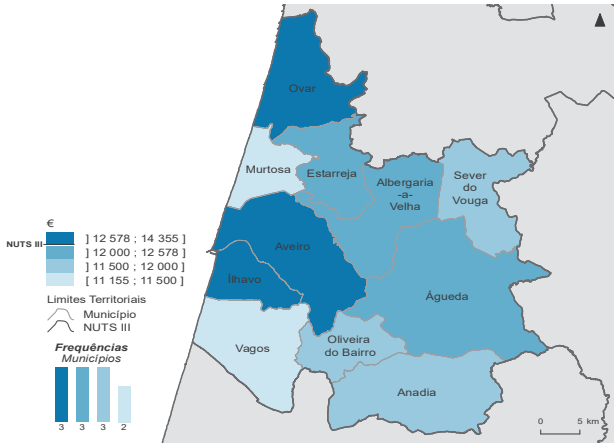 Ovar
Murtosa
Estarreja
Albergaria
-a-
Velha
Sever
do
Vouga
Aveiro
Ílhavo
Águeda
Vagos
Oliveira
do Bairro
Anadia
€
NUTS III
] 12 578 ; 14 355 ]
] 12 000 ; 12 578 ]
] 11 500 ; 12 000 ]
[ 11 155 ; 11 500 ]
Limites Territoriais
Município
NUTS III
Frequências
Municípios
3 3 3 2
0 5 km